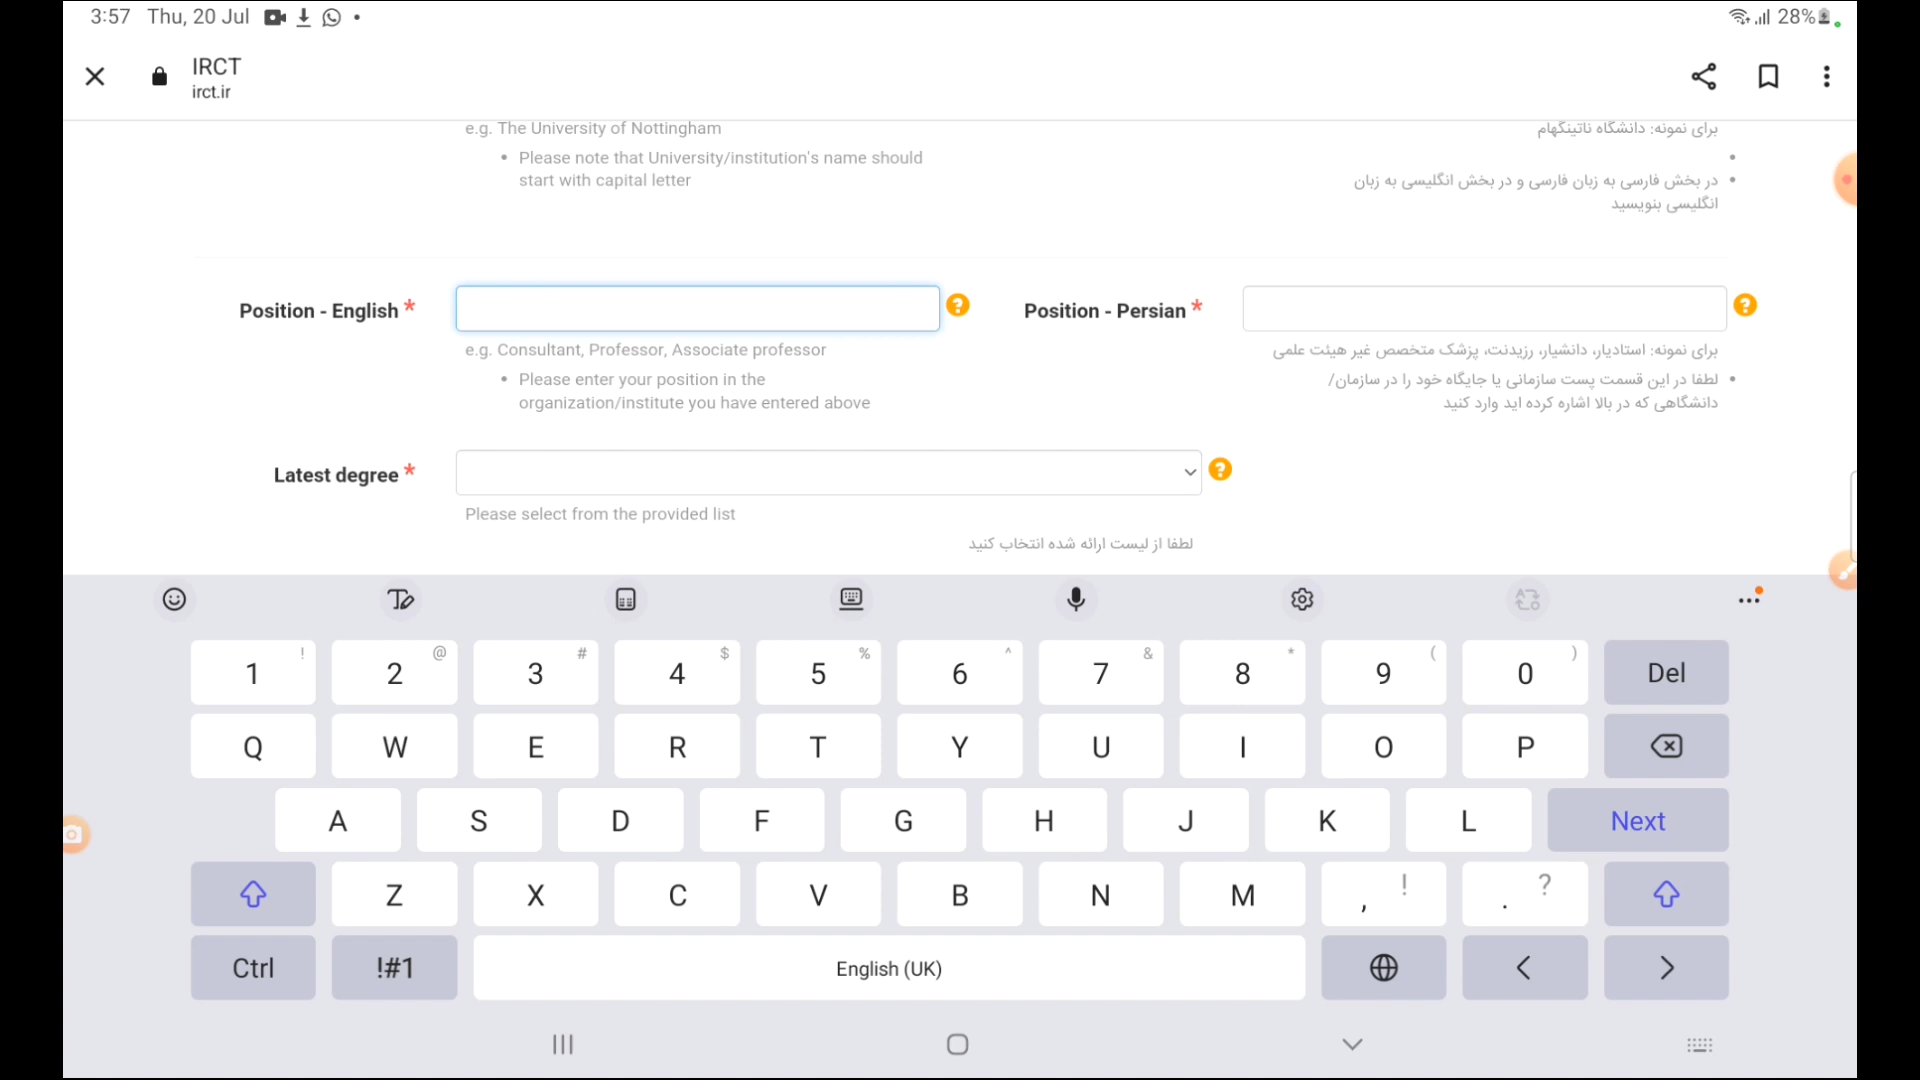 3:57 Thu, 20 Jul
28%
IRCT
irct.ir
e.g. The University of Nottingham
برای نمونه: دانشگاه ناتینگهام
• Please note that University/institution's name should
start with capital letter
•
• در بخش فارسی به زبان فارسی و در بخش انگلیسی به زبان
انگلیسی بنویسید
Position - English *
?
Position - Persian *
?
e.g. Consultant, Professor, Associate professor
برای نمونه: استادیار، دانشیار، رزیدنت، پزشک متخصص غیر هیئت علمی
• Please enter your position in the
organization/institute you have entered above
• لطفا در این قسمت پست سازمانی یا جایگاه خود را در سازمان/
دانشگاهی که در بالا اشاره کرده اید وارد کنید
Latest degree *
?
Please select from the provided list
لطفا از لیست ارائه شده انتخاب کنید
1 ! 2 @ 3 # 4 $ 5 % 6 ^ 7 & 8 * 9 ( 0 ) Del
Q W E R T Y U I O P
A S D F G H J K L Next
Z X C V B N M , ! . ?
Ctrl !#1 English (UK) < >